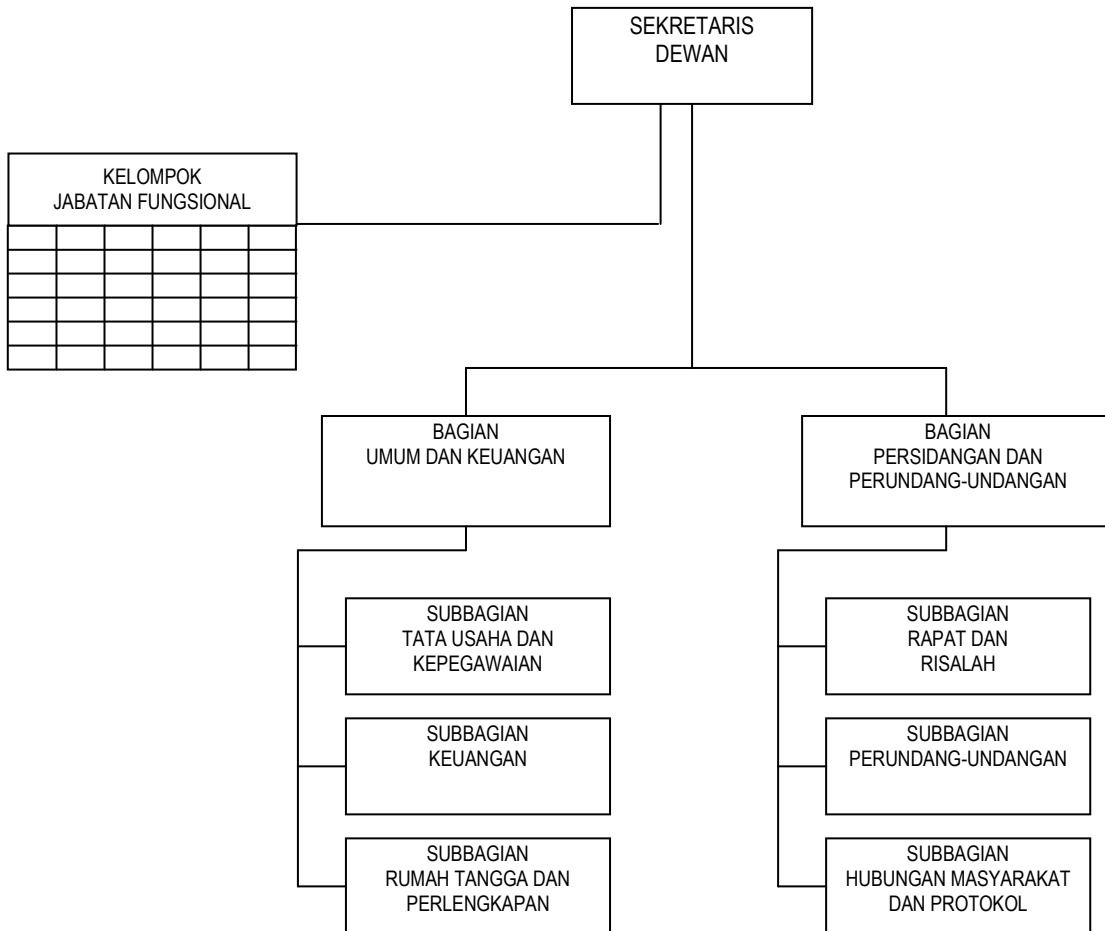 SEKRETARIS
DEWAN
KELOMPOK
JABATAN FUNGSIONAL
BAGIAN
UMUM DAN KEUANGAN
BAGIAN
PERSIDANGAN DAN
PERUNDANG-UNDANGAN
SUBBAGIAN
TATA USAHA DAN
KEPEGAWAIAN
SUBBAGIAN
KEUANGAN
SUBBAGIAN
RUMAH TANGGA DAN
PERLENGKAPAN
SUBBAGIAN
RAPAT DAN
RISALAH
SUBBAGIAN
PERUNDANG-UNDANGAN
SUBBAGIAN
HUBUNGAN MASYARAKAT
DAN PROTOKOL